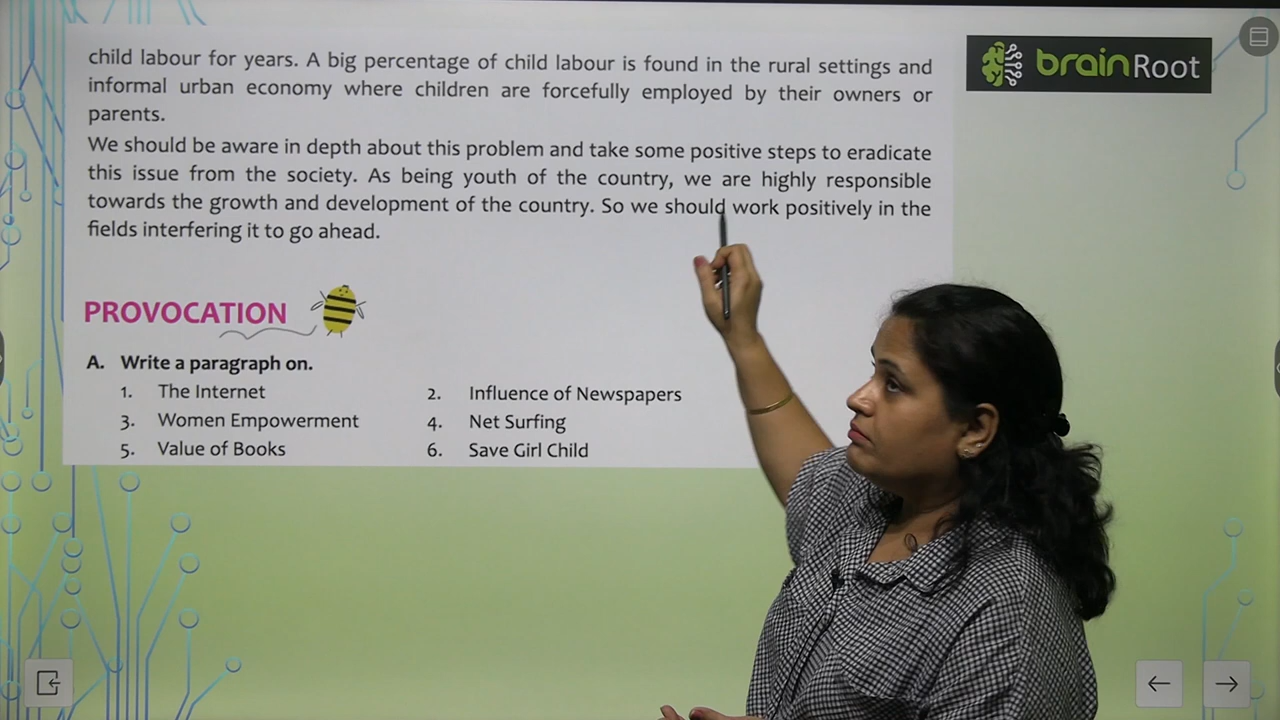 brainRoot
child labour for years. A big percentage of child labour is found in the rural settings and
informal urban economy where children are forcefully employed by their owners or
parents.
We should be aware in depth about this problem and take some positive steps to eradicate
this issue from the society. As being youth of the country, we are highly responsible
towards the growth and development of the country. So we should work positively in the
fields interfering it to go ahead.
PROVOCATION
A. Write a paragraph on.
1. The Internet 2. Influence of Newspapers
3. Women Empowerment 4. Net Surfing
5. Value of Books 6. Save Girl Child